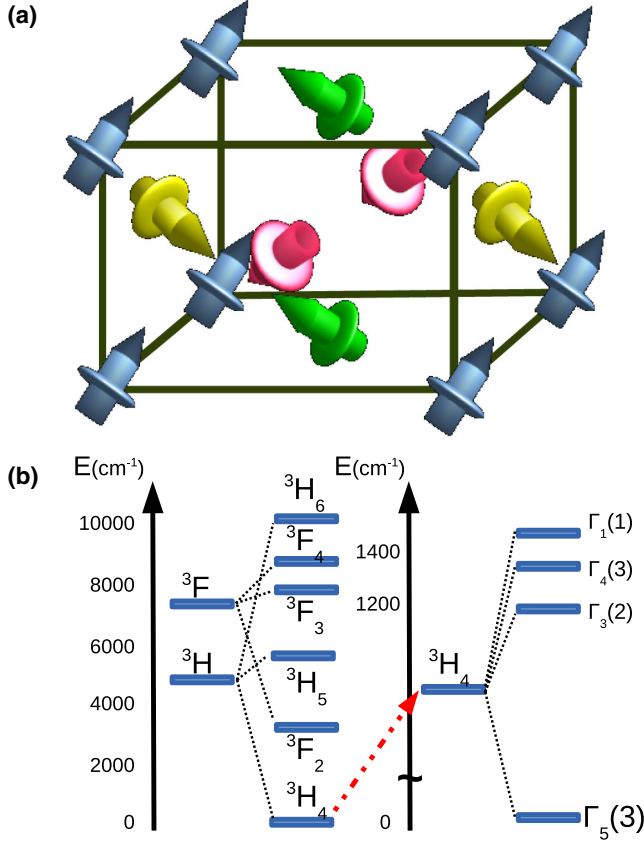 (a)
(b)
E(cm⁻¹)
10000
8000
6000
4000
2000
0
³F
³H
³H₆
³F₄
³F₃
³H₅
³F₂
³H₄
E(cm⁻¹)
1400
1200
~
0
³H₄
Γ₁(1)
Γ₄(3)
Γ₃(2)
Γ₅(3)